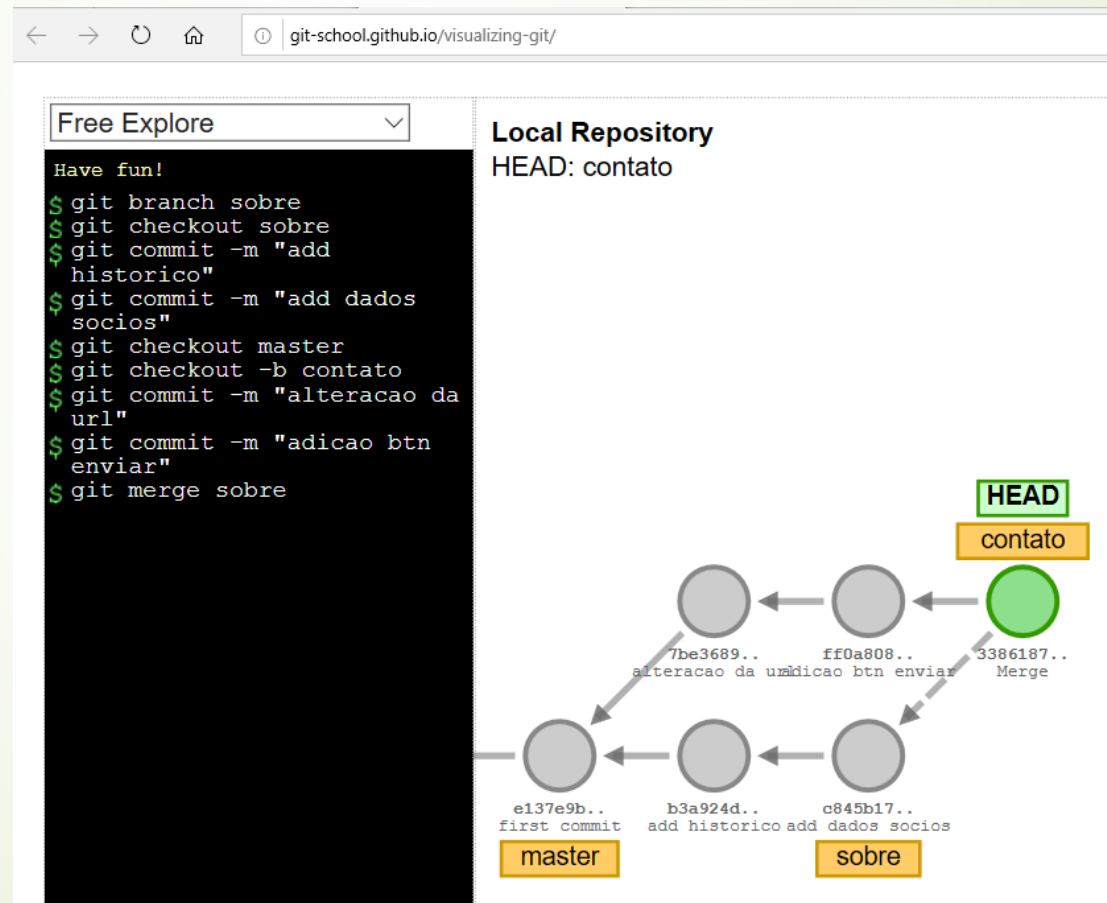 git-school.github.io/visualizing-git/
Free Explore
Have fun!
$ git branch sobre
$ git checkout sobre
$ git commit -m "add
historico"
$ git commit -m "add dados
socios"
$ git checkout master
$ git checkout -b contato
$ git commit -m "alteracao da
url"
$ git commit -m "adicao btn
enviar"
$ git merge sobre
Local Repository
HEAD: contato
HEAD
contato
7be3689.. ff0a808.. 3386187..
alteracao da url adicao btn enviar Merge
e137e9b.. b3a924d.. c845b17..
first commit add historico add dados socios
master sobre